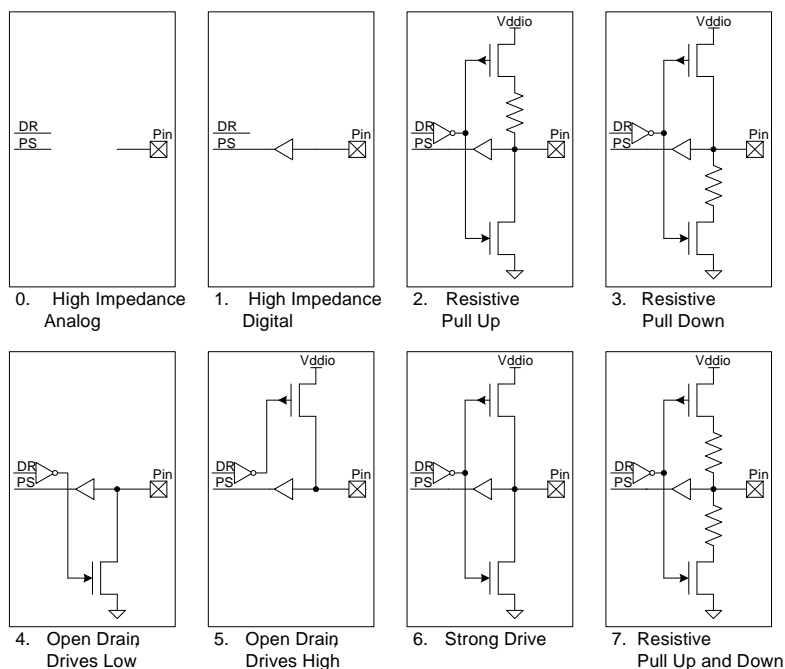 Vddio
Vddio
DR
PS
Pin
DR
PS
Pin
DR
PS
Pin
DR
PS
Pin
0. High Impedance
Analog
1. High Impedance
Digital
2. Resistive
Pull Up
3. Resistive
Pull Down
Vddio
Vddio
Vddio
DR
PS
Pin
DR
PS
Pin
DR
PS
Pin
DR
PS
Pin
4. Open Drain,
Drives Low
5. Open Drain,
Drives High
6. Strong Drive
7. Resistive
Pull Up and Down